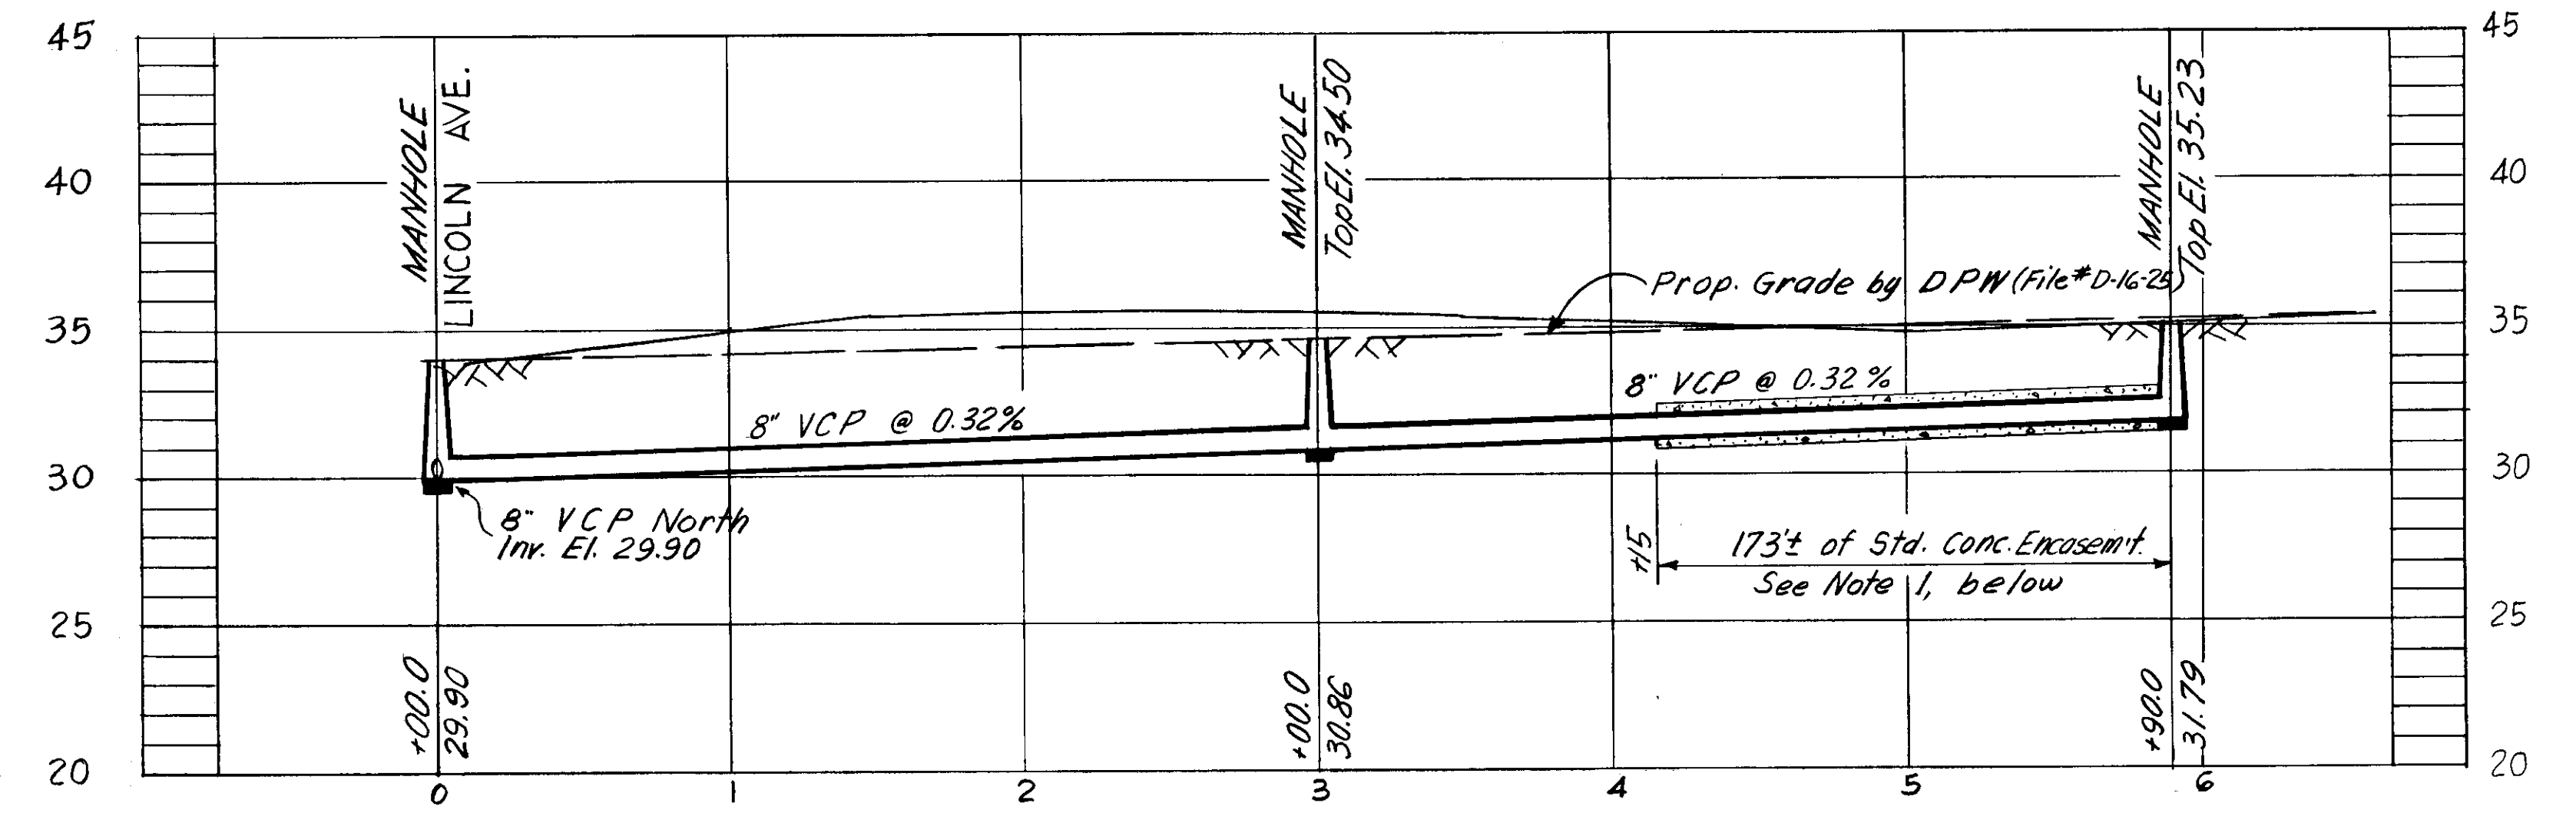 45
45
40
40
35
35
30
30
25
25
20
20
MANHOLE
LINCOLN AVE.
MANHOLE
Top El. 34.50
MANHOLE
Top El. 35.23
Prop. Grade by DPW (File # D-16-25)
8" VCP @ 0.32%
8" VCP @ 0.32%
8" VCP North
Inv. El. 29.90
+15
173'± of Std. Conc. Encasem't.
See Note 1, below
+00.0
29.90
+00.0
30.86
+90.0
31.79
0
1
2
3
4
5
6